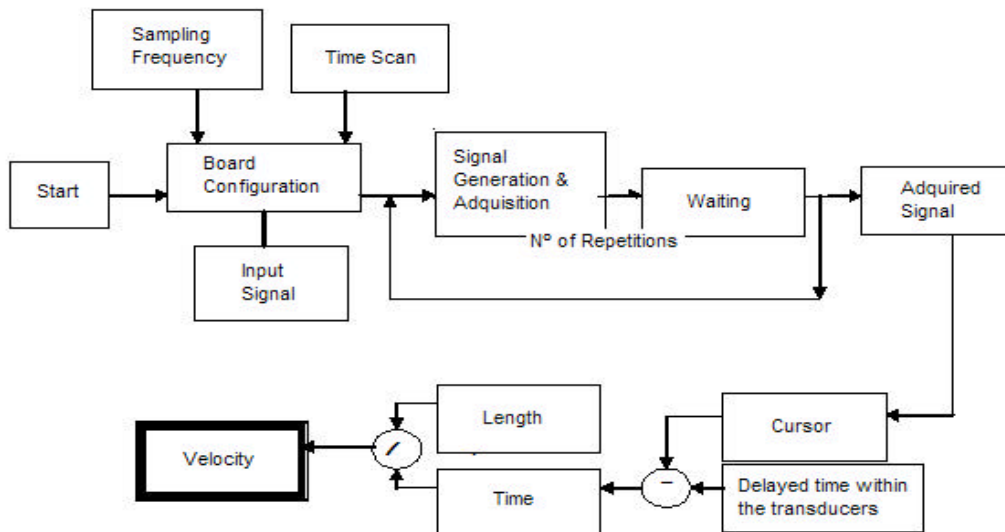 Sampling
Frequency
Time Scan
Start
Board
Configuration
Signal
Generation &
Adquisition
Waiting
Adquired
Signal
Nº of Repetitions
Input
Signal
Length
Cursor
Velocity
/
Time
-
Delayed time within
the transducers